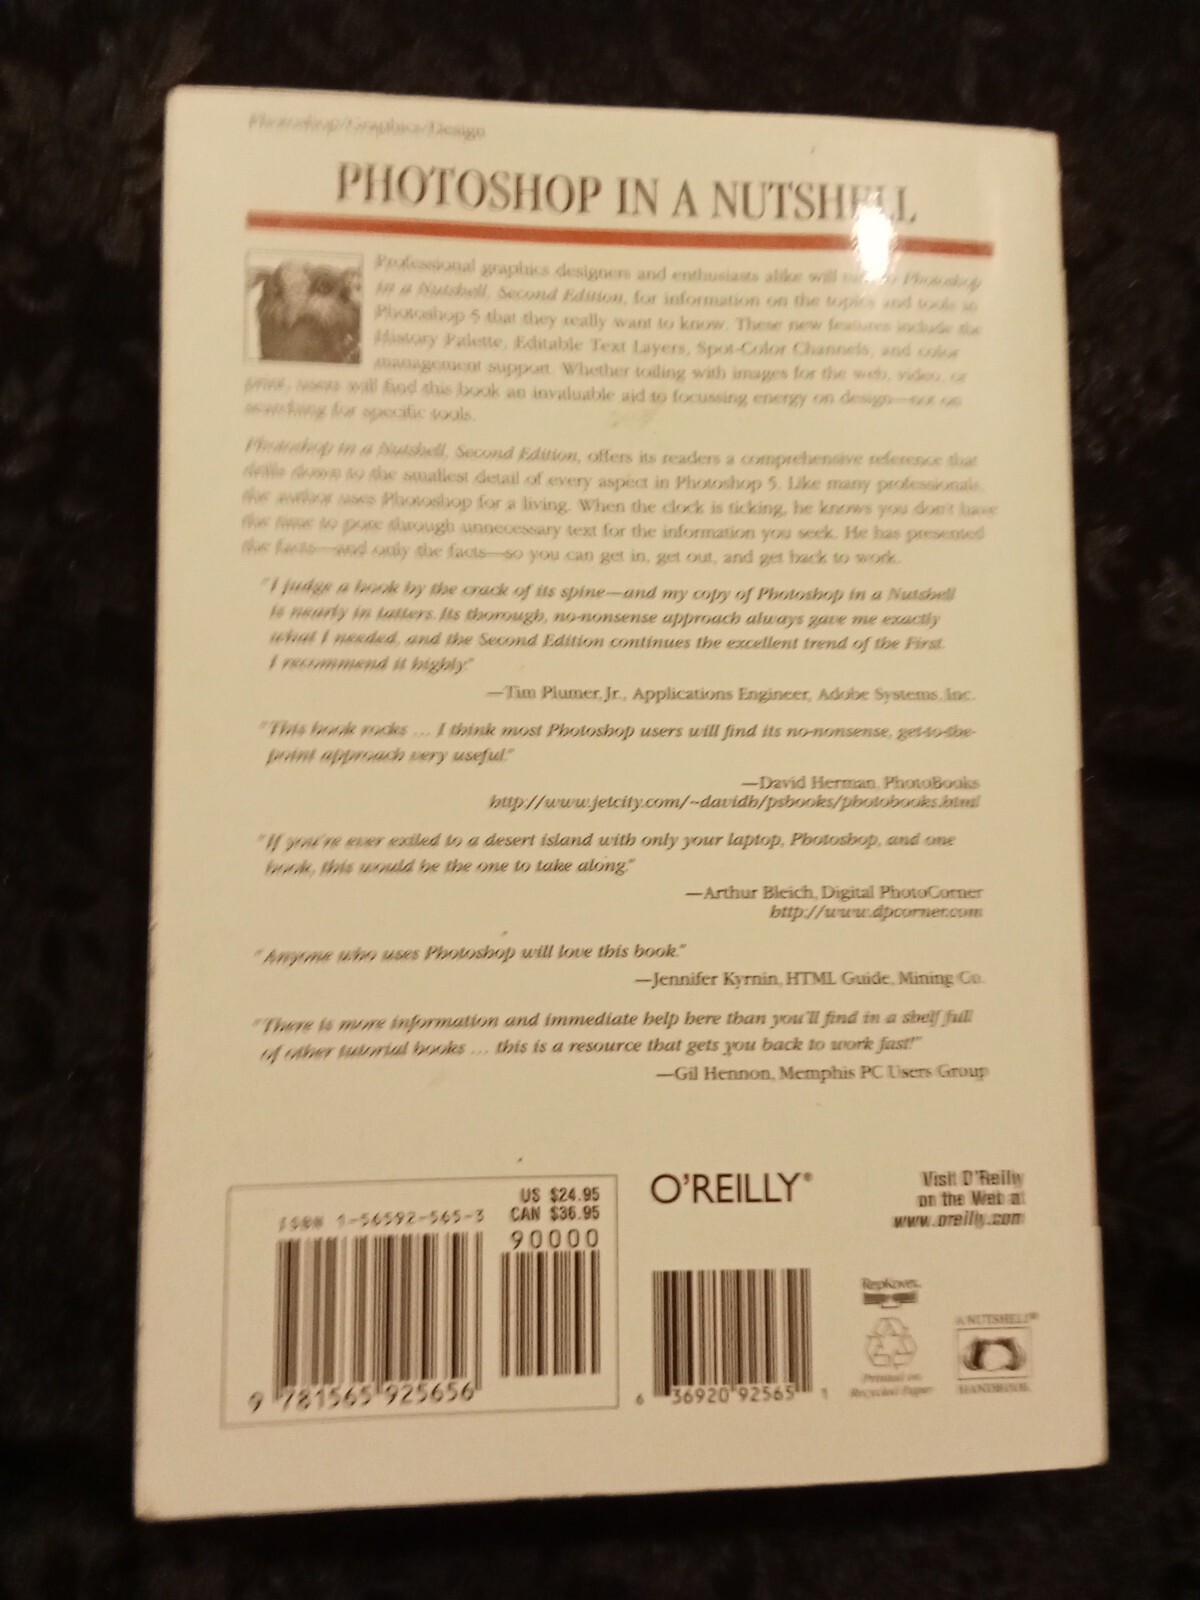 Photoshop/Graphics/Design
PHOTOSHOP IN A NUTSHELL
Professional graphics designers and enthusiasts alike will to Photoshop
in a Nutshell, Second Edition, for information on the topics and tools in
Photoshop 5 that they really want to know. These new features include the
History Palette, Editable Text Layers, Spot-Color Channels, and color
management support. Whether toiling with images for the web, video, or
print, users will find this book an invaluable aid to focussing energy on design—not on
searching for specific tools.
Photoshop in a Nutshell, Second Edition, offers its readers a comprehensive reference that
drills down to the smallest detail of every aspect in Photoshop 5. Like many professionals,
the author uses Photoshop for a living. When the clock is ticking, he knows you don't have
the time to pore through unnecessary text for the information you seek. He has presented
the facts—and only the facts—so you can get in, get out, and get back to work.
"I judge a book by the crack of its spine—and my copy of Photoshop in a Nutshell
is nearly in tatters. Its thorough, no-nonsense approach always gave me exactly
what I needed, and the Second Edition continues the excellent trend of the First.
I recommend it highly."
—Tim Plumer, Jr., Applications Engineer, Adobe Systems, Inc.
"This book rocks ... I think most Photoshop users will find its no-nonsense, get-to-the-
point approach very useful."
—David Herman, PhotoBooks
http://www.jetcity.com/~davidh/psbooks/photobooks.html
"If you're ever exiled to a desert island with only your laptop, Photoshop, and one
book, this would be the one to take along."
—Arthur Bleich, Digital PhotoCorner
http://www.dpcorner.com
"Anyone who uses Photoshop will love this book."
—Jennifer Kyrnin, HTML Guide, Mining Co.
"There is more information and immediate help here than you'll find in a shelf full
of other tutorial books ... this is a resource that gets you back to work fast!"
—Gil Hennon, Memphis PC Users Group
US $24.95
CAN $36.95
ISBN 1-56592-565-3
90000
9 781565 925656
O'REILLY®
6 36920 92565 1
Visit O'Reilly
on the Web at
www.oreilly.com
RepKover
Printed on
Recycled Paper
A NUTSHELL®
HANDBOOK